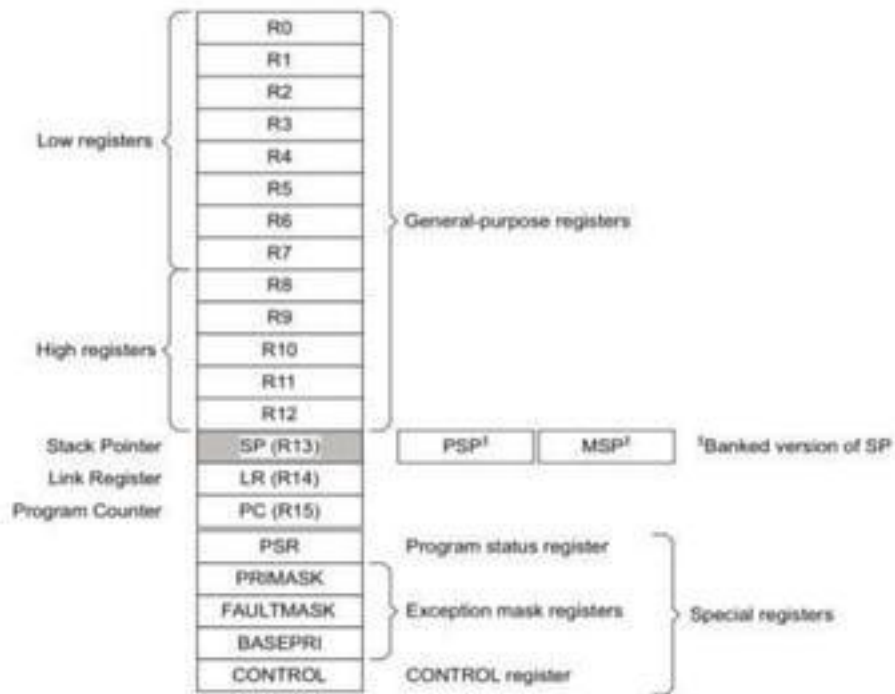 R0
R1
R2
R3
Low registers
R4
R5
R6
General-purpose registers
R7
R8
R9
High registers
R10
R11
R12
Stack Pointer SP (R13) PSP‡ MSP‡ ‡Banked version of SP
Link Register LR (R14)
Program Counter PC (R15)
PSR Program status register
PRIMASK
FAULTMASK Exception mask registers Special registers
BASEPRI
CONTROL CONTROL register